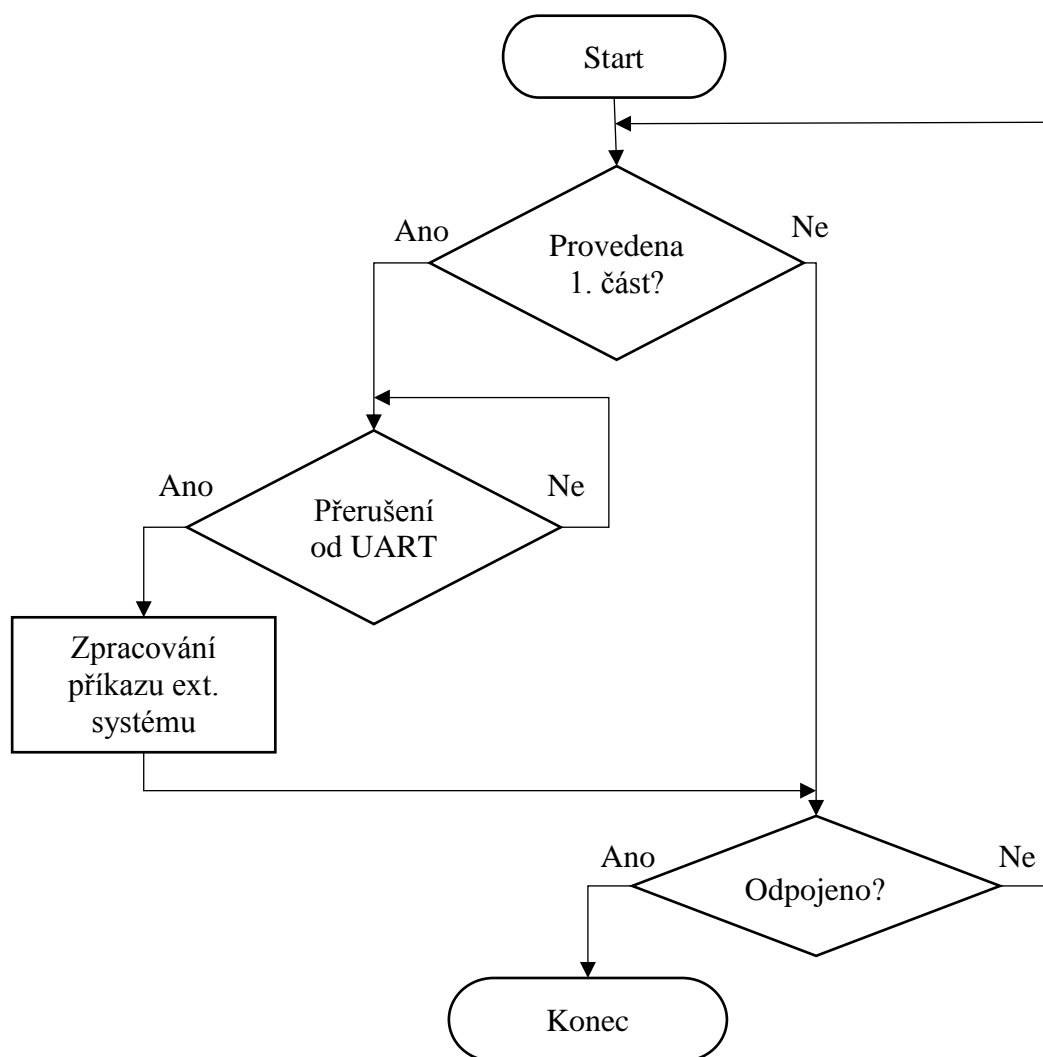 Start
Ano
Ne
Provedena
1. část?
Ano
Ne
Přerušení
od UART
Zpracování
příkazu ext.
systému
Ano
Ne
Odpojeno?
Konec